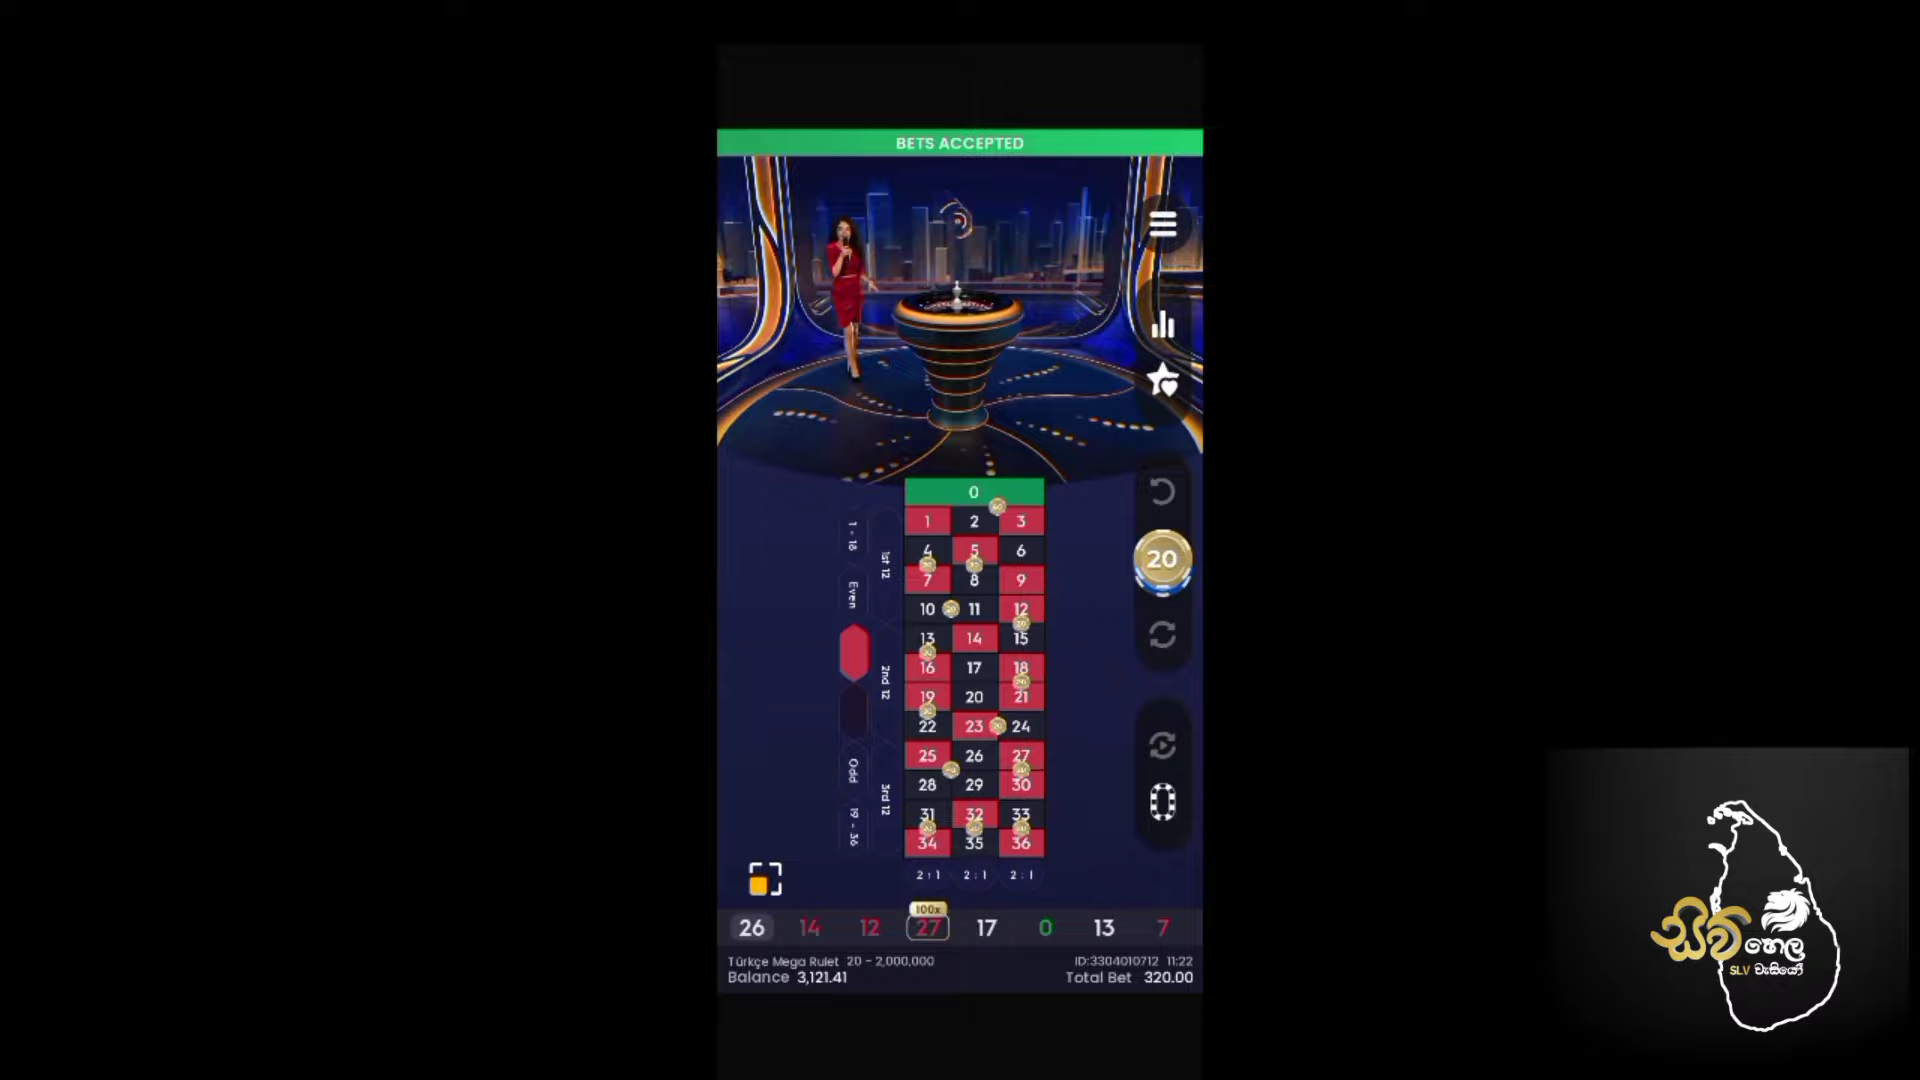 BETS ACCEPTED
0
1 2 3
4 5 6
7 8 9
10 11 12
13 14 15
16 17 18
19 20 21
22 23 24
25 26 27
28 29 30
31 32 33
34 35 36
2 : 1 2 : 1 2 : 1
1 - 18
Even
Odd
19 - 36
1st 12
2nd 12
3rd 12
20
100x
26 14 12 27 17 0 13 7
Türkçe Mega Rulet 20 - 2,000,000
ID:3304010712 11:22
Balance 3,121.41
Total Bet 320.00
සිව් හෙල
SLV චැසියෝ